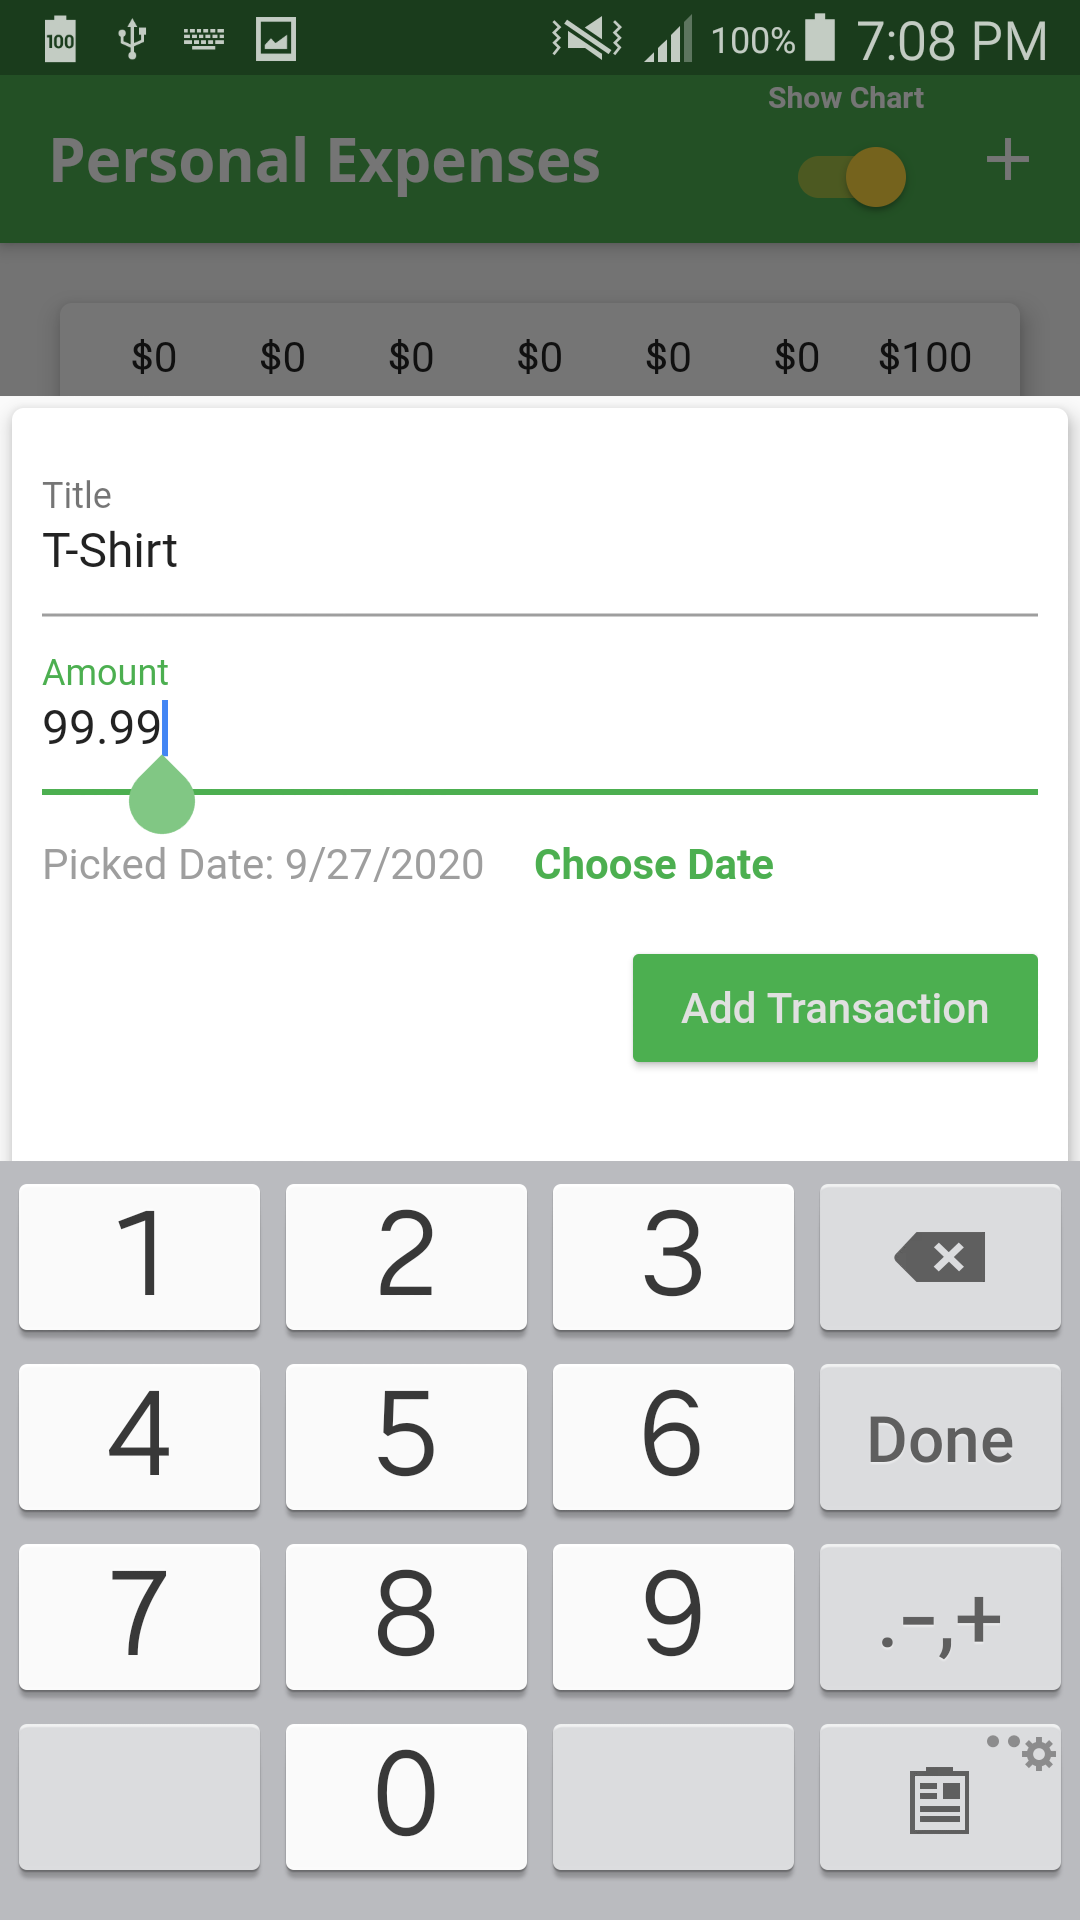 100 100% 7:08 PM
Show Chart
Personal Expenses +
$0 $0 $0 $0 $0 $0 $100
Title
T-Shirt
Amount
99.99
Picked Date: 9/27/2020 Choose Date
Add Transaction
1 2 3
4 5 6 Done
7 8 9 .-,+
0